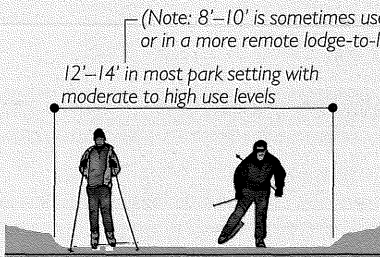 (Note: 8'–10' is sometimes
or in a more remote
12'–14' in most park setting with
moderate to high use levels